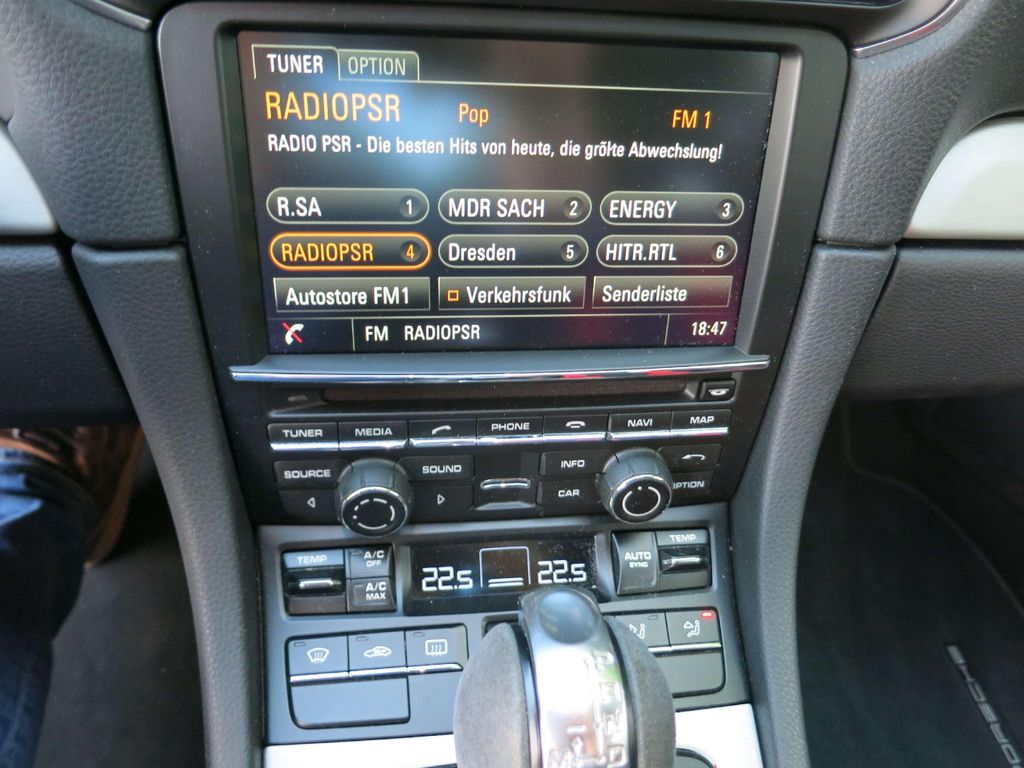 TUNER OPTION
RADIOPSR Pop FM 1
RADIO PSR - Die besten Hits von heute, die größte Abwechslung!
R.SA 1 MDR SACH 2 ENERGY 3
RADIOPSR 4 Dresden 5 HITR.RTL 6
Autostore FM1 Verkehrsfunk Senderliste
FM RADIOPSR 18:47
TUNER MEDIA PHONE NAVI MAP
SOURCE SOUND INFO
CAR OPTION
TEMP A/C OFF 22.5 22.5 AUTO SYNC TEMP
A/C MAX
P
R
N
D
M
PORSCHE